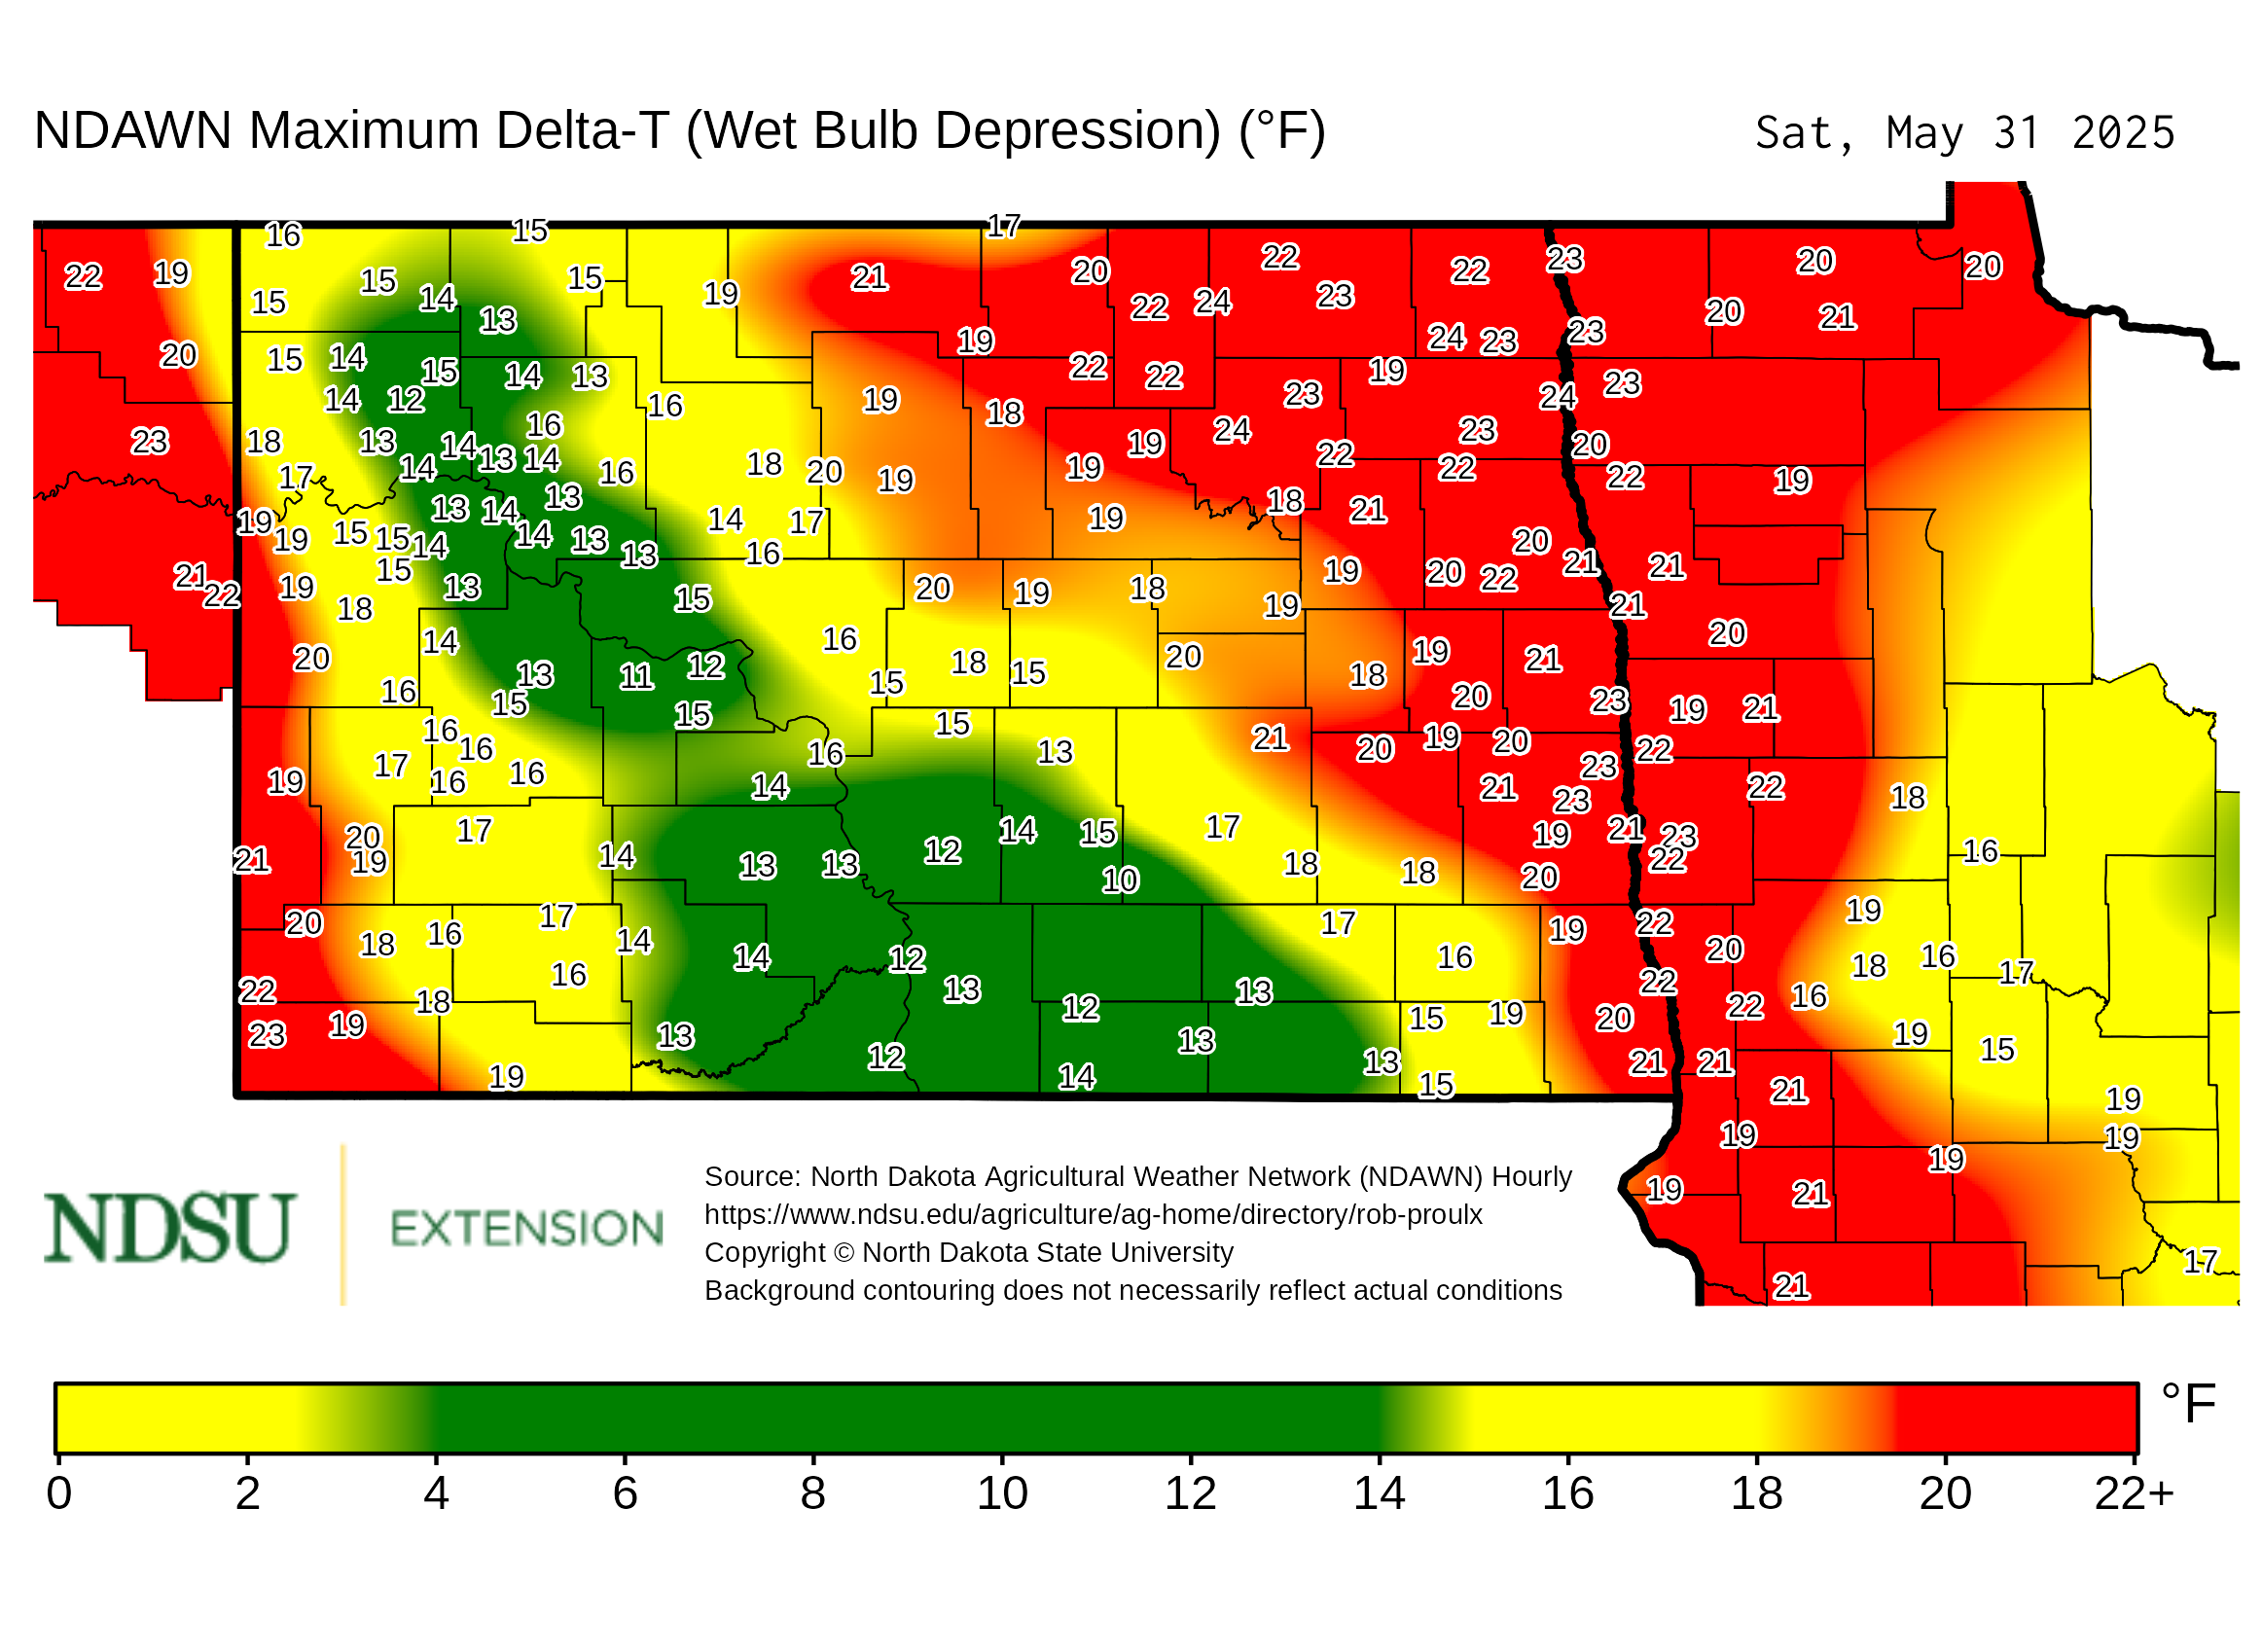 NDAWN Maximum Delta-T (Wet Bulb Depression) (°F)
Sat, May 31 2025
16 15 17
22 19 15 15 21 20 22 22 23 20 20
15 14 13 19 22 24 23 20 21
20 15 14 15 14 13 19 22 22 24 23 23
14 12 16 19 18 23 19 24 23
23 18 13 14 16 19 24 22 23 20
17 14 13 14 16 18 20 19 19 22 22 19
19 13 14 13 14 17 19 18 21
19 15 15 14 14 13 13 16 20 21 21
21 22 19 15 13 15 20 19 18 19 20 22
18 14 16 19 21 20
20 13 11 12 18 15 20 18 19 21
16 15 15 15 15 20 23 19 21
16 16 17 16 16 16 13 21 20 19 20 22
19 14 21 23 23 22 18
20 19 17 14 13 13 12 14 15 17 18 19 21 23 22 16
21 10 18 20
20 18 16 17 14 14 12 17 16 19 22 20 19 18 16 17
22 18 16 13 12 13 22 22 16
23 19 13 12 13 15 19 20 19 15
19 14 13 15 21 21 21 19
19 19 19
19 21 17
21
NDSU
EXTENSION
Source: North Dakota Agricultural Weather Network (NDAWN) Hourly
https://www.ndsu.edu/agriculture/ag-home/directory/rob-proulx
Copyright © North Dakota State University
Background contouring does not necessarily reflect actual conditions
°F
0 2 4 6 8 10 12 14 16 18 20 22+